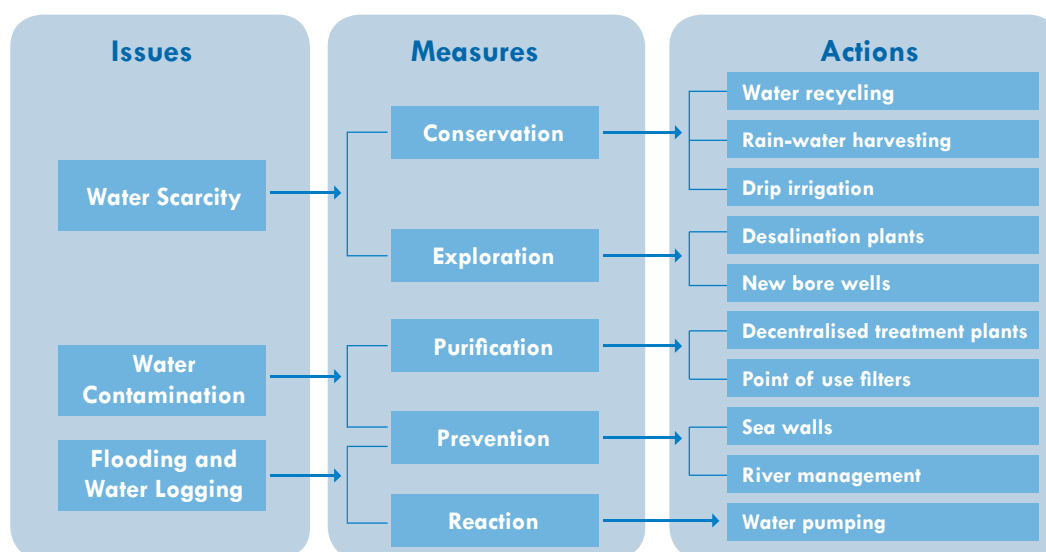 Issues
Measures
Actions
Water Scarcity
Water
Contamination
Flooding and
Water Logging
Conservation
Exploration
Purification
Prevention
Reaction
Water recycling
Rain-water harvesting
Drip irrigation
Desalination plants
New bore wells
Decentralised treatment plants
Point of use filters
Sea walls
River management
Water pumping